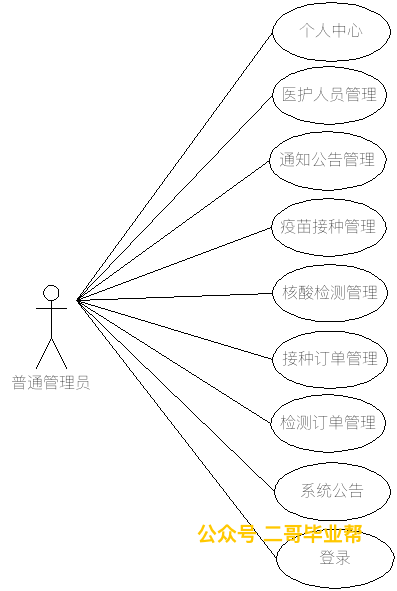 个人中心
医护人员管理
通知公告管理
疫苗接种管理
核酸检测管理
普通管理员
接种订单管理
检测订单管理
系统公告
公众号 二哥毕业帮
登录